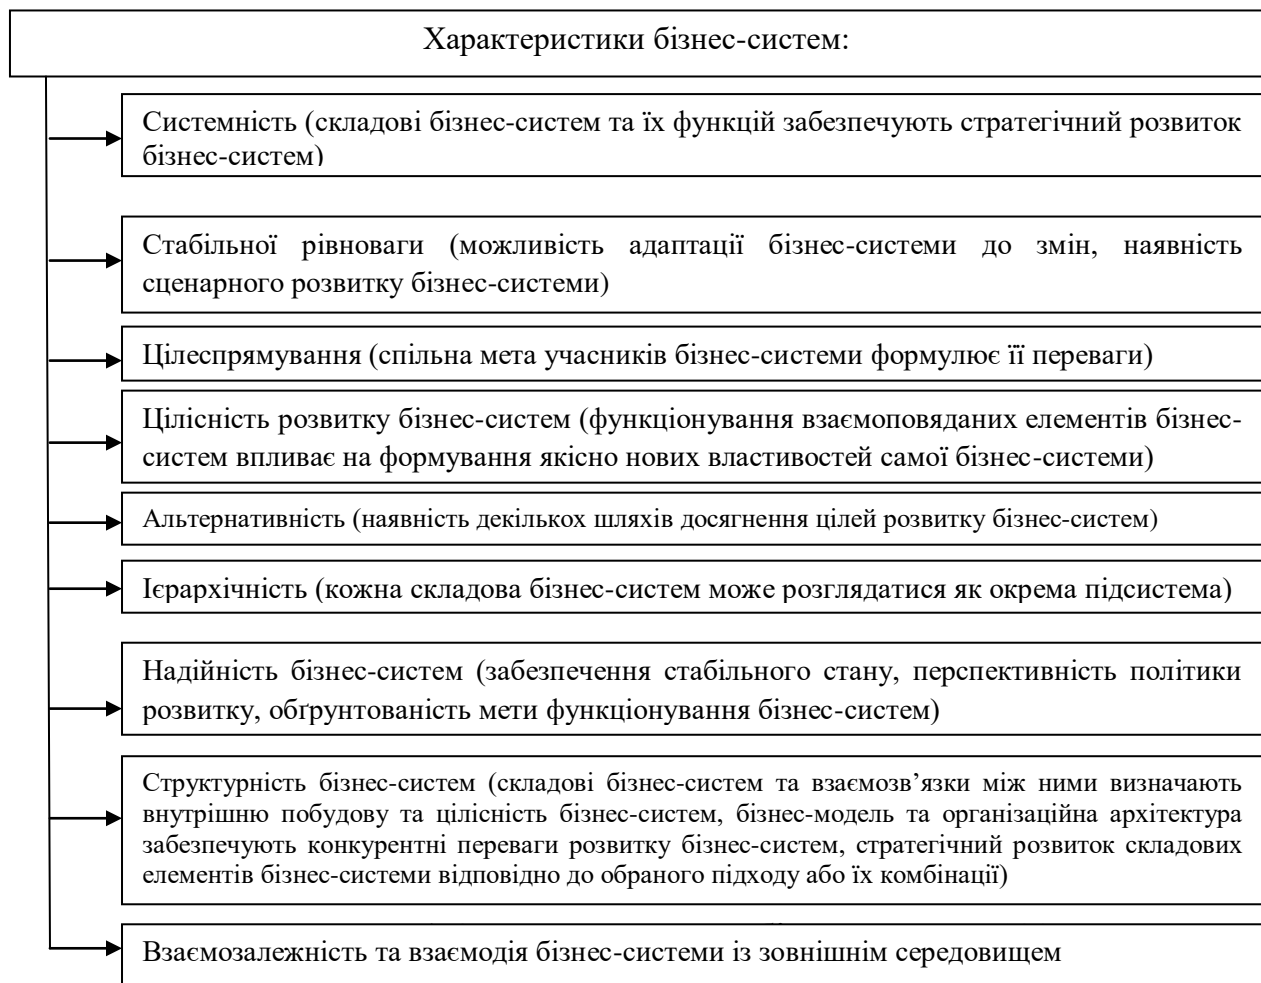 Характеристики бізнес-систем:
Системність (складові бізнес-систем та їх функцій забезпечують стратегічний розвиток
бізнес-систем)
Стабільної рівноваги (можливість адаптації бізнес-системи до змін, наявність
сценарного розвитку бізнес-системи)
Цілеспрямування (спільна мета учасників бізнес-системи формулює її переваги)
Цілісність розвитку бізнес-систем (функціонування взаємоповяданих елементів бізнес-
систем впливає на формування якісно нових властивостей самої бізнес-системи)
Альтернативність (наявність декількох шляхів досягнення цілей розвитку бізнес-систем)
Ієрархічність (кожна складова бізнес-систем може розглядатися як окрема підсистема)
Надійність бізнес-систем (забезпечення стабільного стану, перспективність політики
розвитку, обґрунтованість мети функціонування бізнес-систем)
Структурність бізнес-систем (складові бізнес-систем та взаємозв’язки між ними визначають
внутрішню побудову та цілісність бізнес-систем, бізнес-модель та організаційна архітектура
забезпечують конкурентні переваги розвитку бізнес-систем, стратегічний розвиток складових
елементів бізнес-системи відповідно до обраного підходу або їх комбінації)
Взаємозалежність та взаємодія бізнес-системи із зовнішнім середовищем